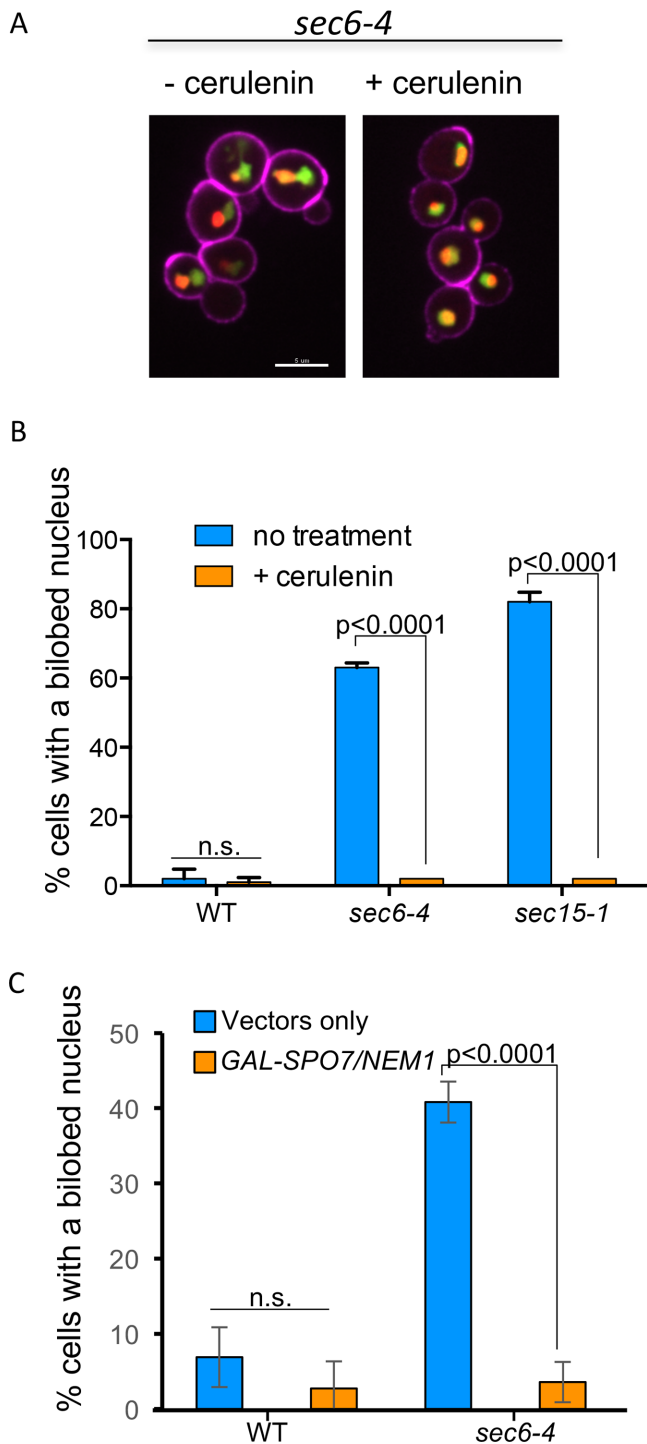 A
sec6-4
- cerulenin + cerulenin
5 um
B
% cells with a bilobed nucleus
100
80
60
40
20
0
no treatment
+ cerulenin
n.s.
p<0.0001
p<0.0001
WT sec6-4 sec15-1
C
% cells with a bilobed nucleus
50
40
30
20
10
0
Vectors only
GAL-SPO7/NEM1
n.s.
p<0.0001
WT sec6-4